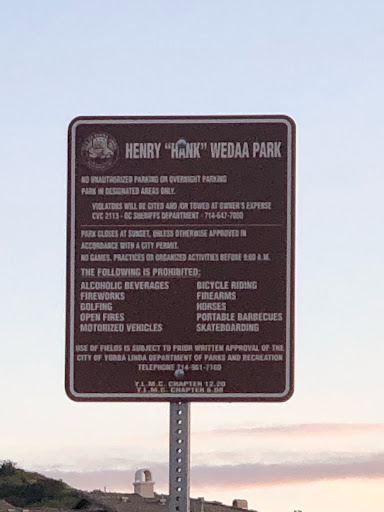 HENRY "HANK" WEDAA PARK
NO UNAUTHORIZED PARKING OR OVERNIGHT PARKING
PARK IN DESIGNATED AREAS ONLY.
VIOLATORS WILL BE CITED AND /OR TOWED AT OWNER'S EXPENSE
CVC 2113 - OC SHERIFFS DEPARTMENT - 714-647-7000
PARK CLOSES AT SUNSET, UNLESS OTHERWISE APPROVED IN
ACCORDANCE WITH A CITY PERMIT.
NO GAMES, PRACTICES OR ORGANIZED ACTIVITIES BEFORE 9:00 A.M.
THE FOLLOWING IS PROHIBITED:
ALCOHOLIC BEVERAGES
FIREWORKS
GOLFING
OPEN FIRES
MOTORIZED VEHICLES
BICYCLE RIDING
FIREARMS
HORSES
PORTABLE BARBECUES
SKATEBOARDING
USE OF FIELDS IS SUBJECT TO PRIOR WRITTEN APPROVAL OF THE
CITY OF YORBA LINDA DEPARTMENT OF PARKS AND RECREATION
TELEPHONE 714-961-7160
Y.L.M.C. CHAPTER 12.20
Y.L.M.C. CHAPTER